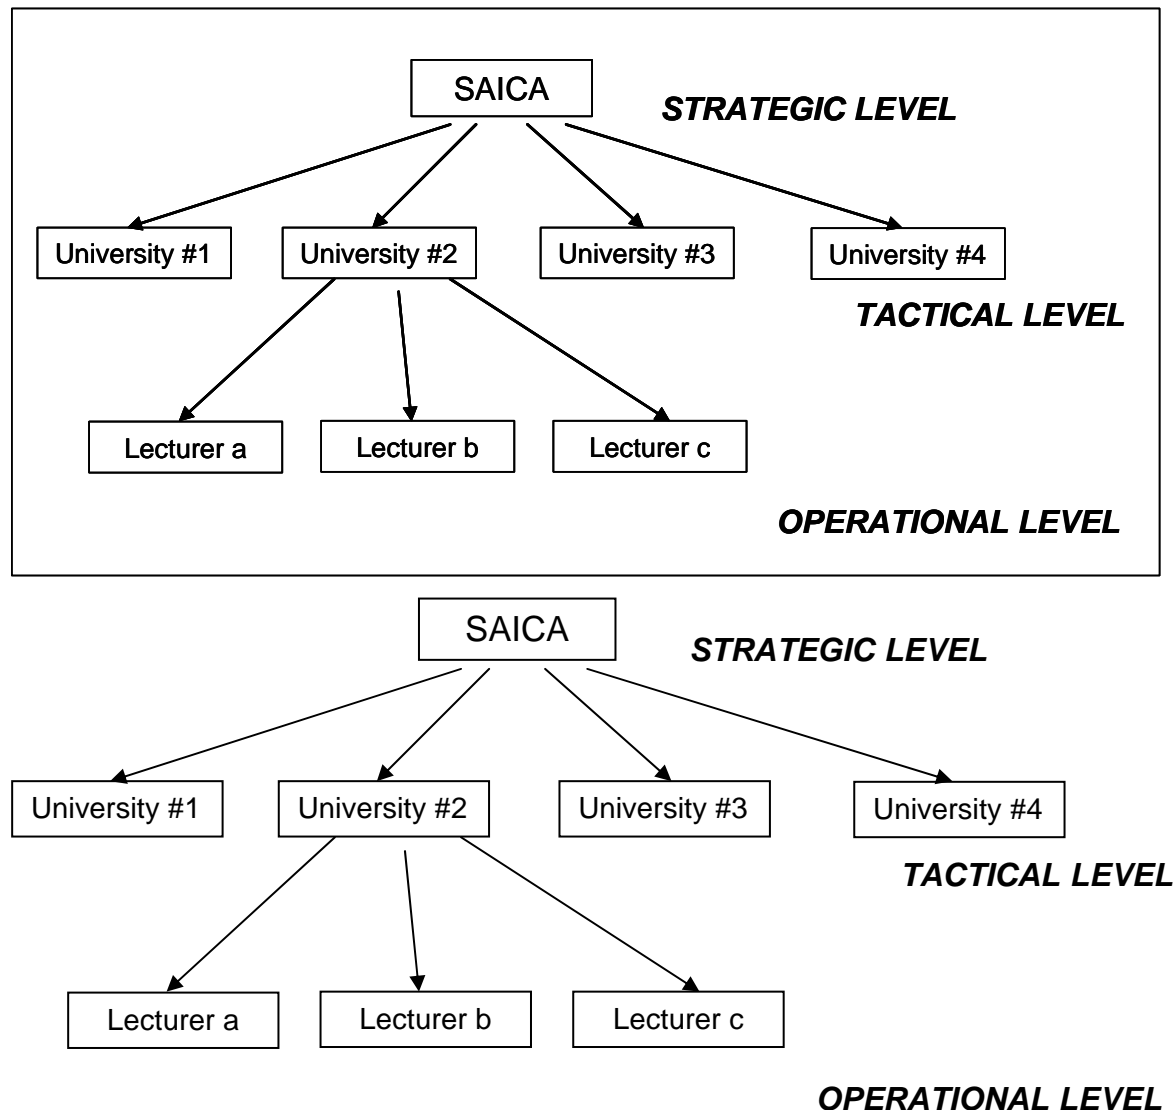 SAICA
STRATEGIC LEVEL
University #1 University #2 University #3 University #4
TACTICAL LEVEL
Lecturer a Lecturer b Lecturer c
OPERATIONAL LEVEL
SAICA
STRATEGIC LEVEL
University #1 University #2 University #3 University #4
TACTICAL LEVEL
Lecturer a Lecturer b Lecturer c
OPERATIONAL LEVEL